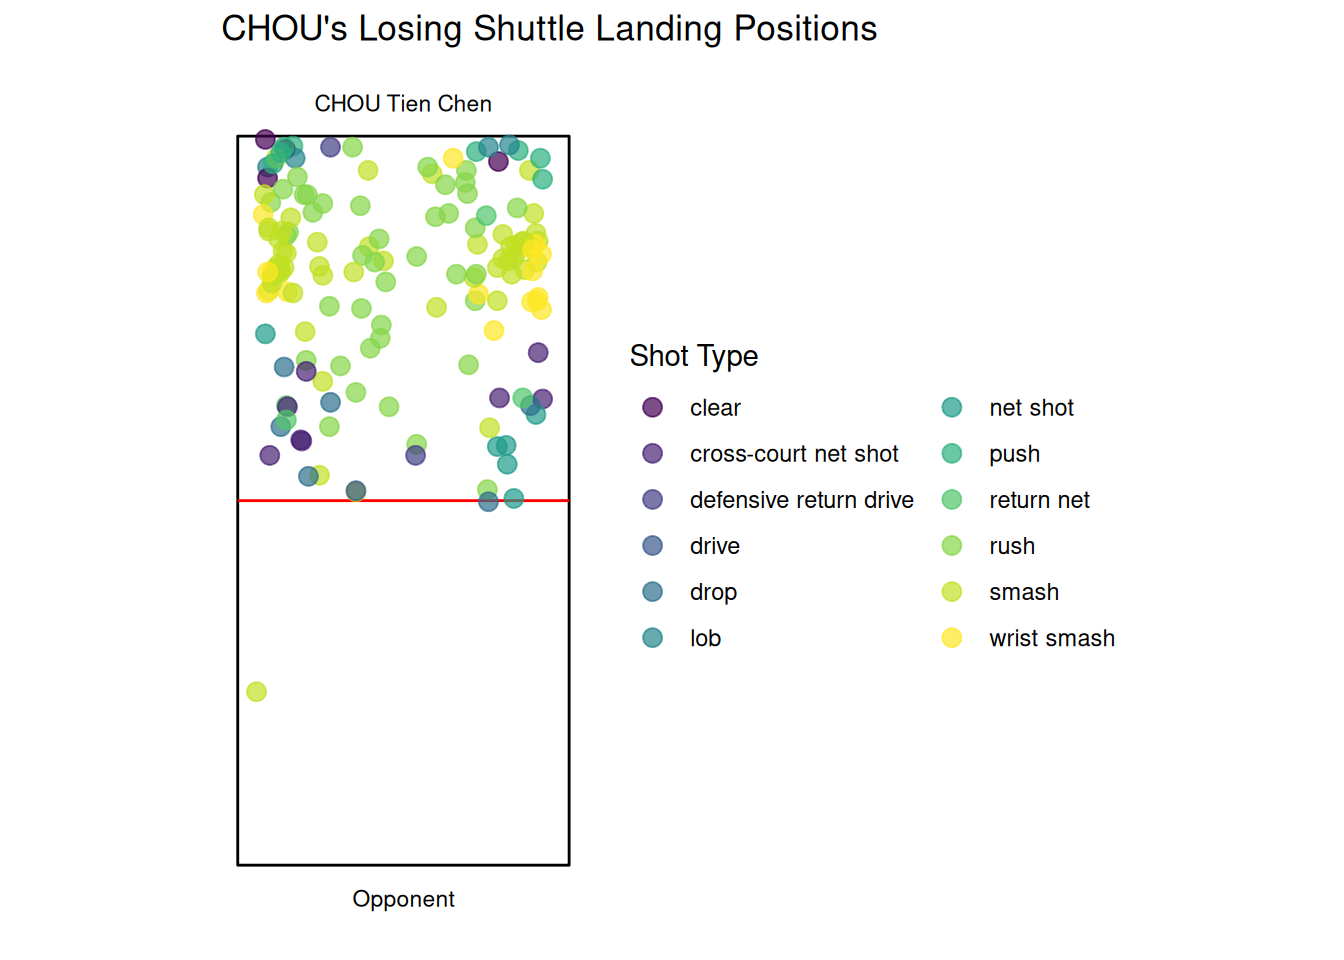 CHOU's Losing Shuttle Landing Positions
CHOU Tien Chen
Shot Type
clear
cross-court net shot
defensive return drive
drive
drop
lob
net shot
push
return net
rush
smash
wrist smash
Opponent